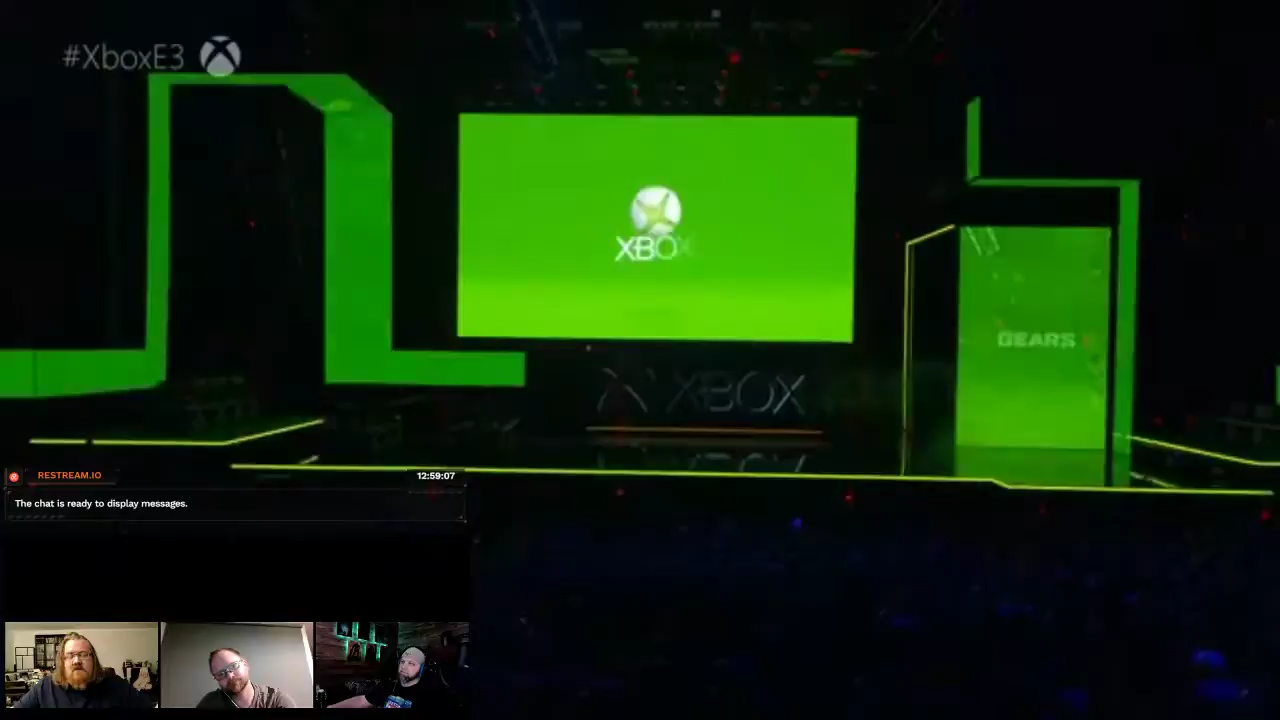 #XboxE3
XBOX
GEARS
XBOX
RESTREAM.IO
12:59:07
The chat is ready to display messages.